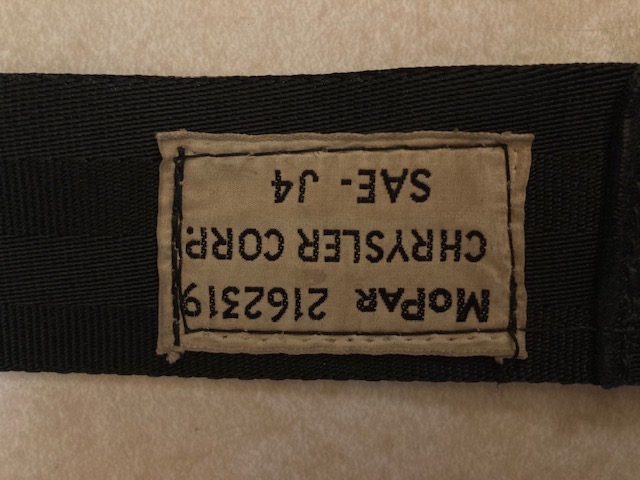 MoPar 2162319
CHRYSLER CORP.
SAE- J4